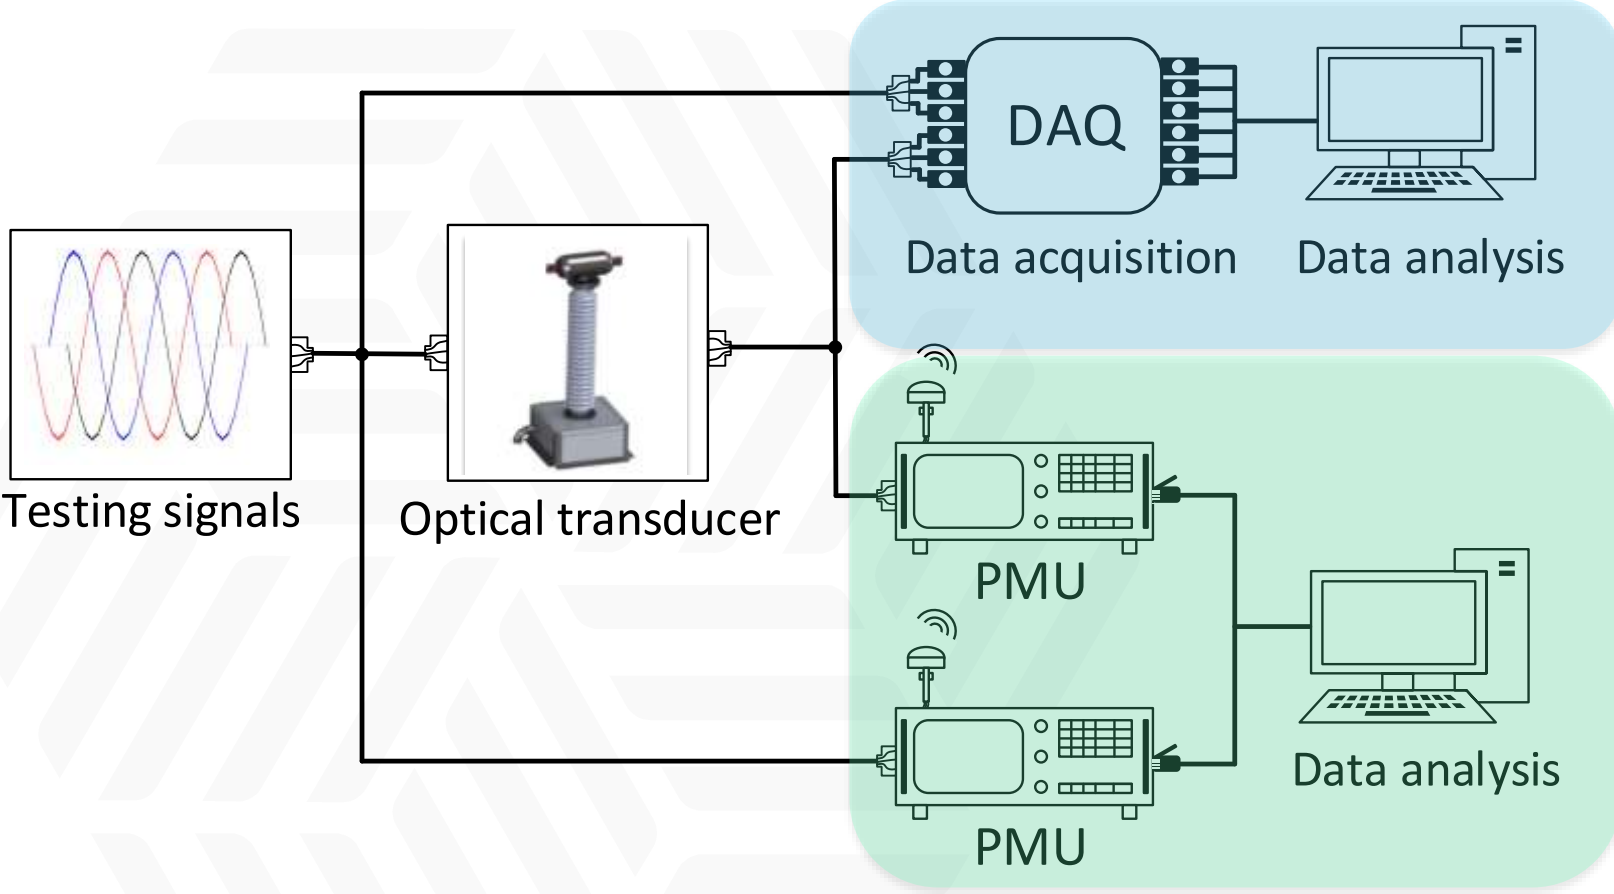 DAQ
Data acquisition
Data analysis
Testing signals
Optical transducer
PMU
Data analysis
PMU